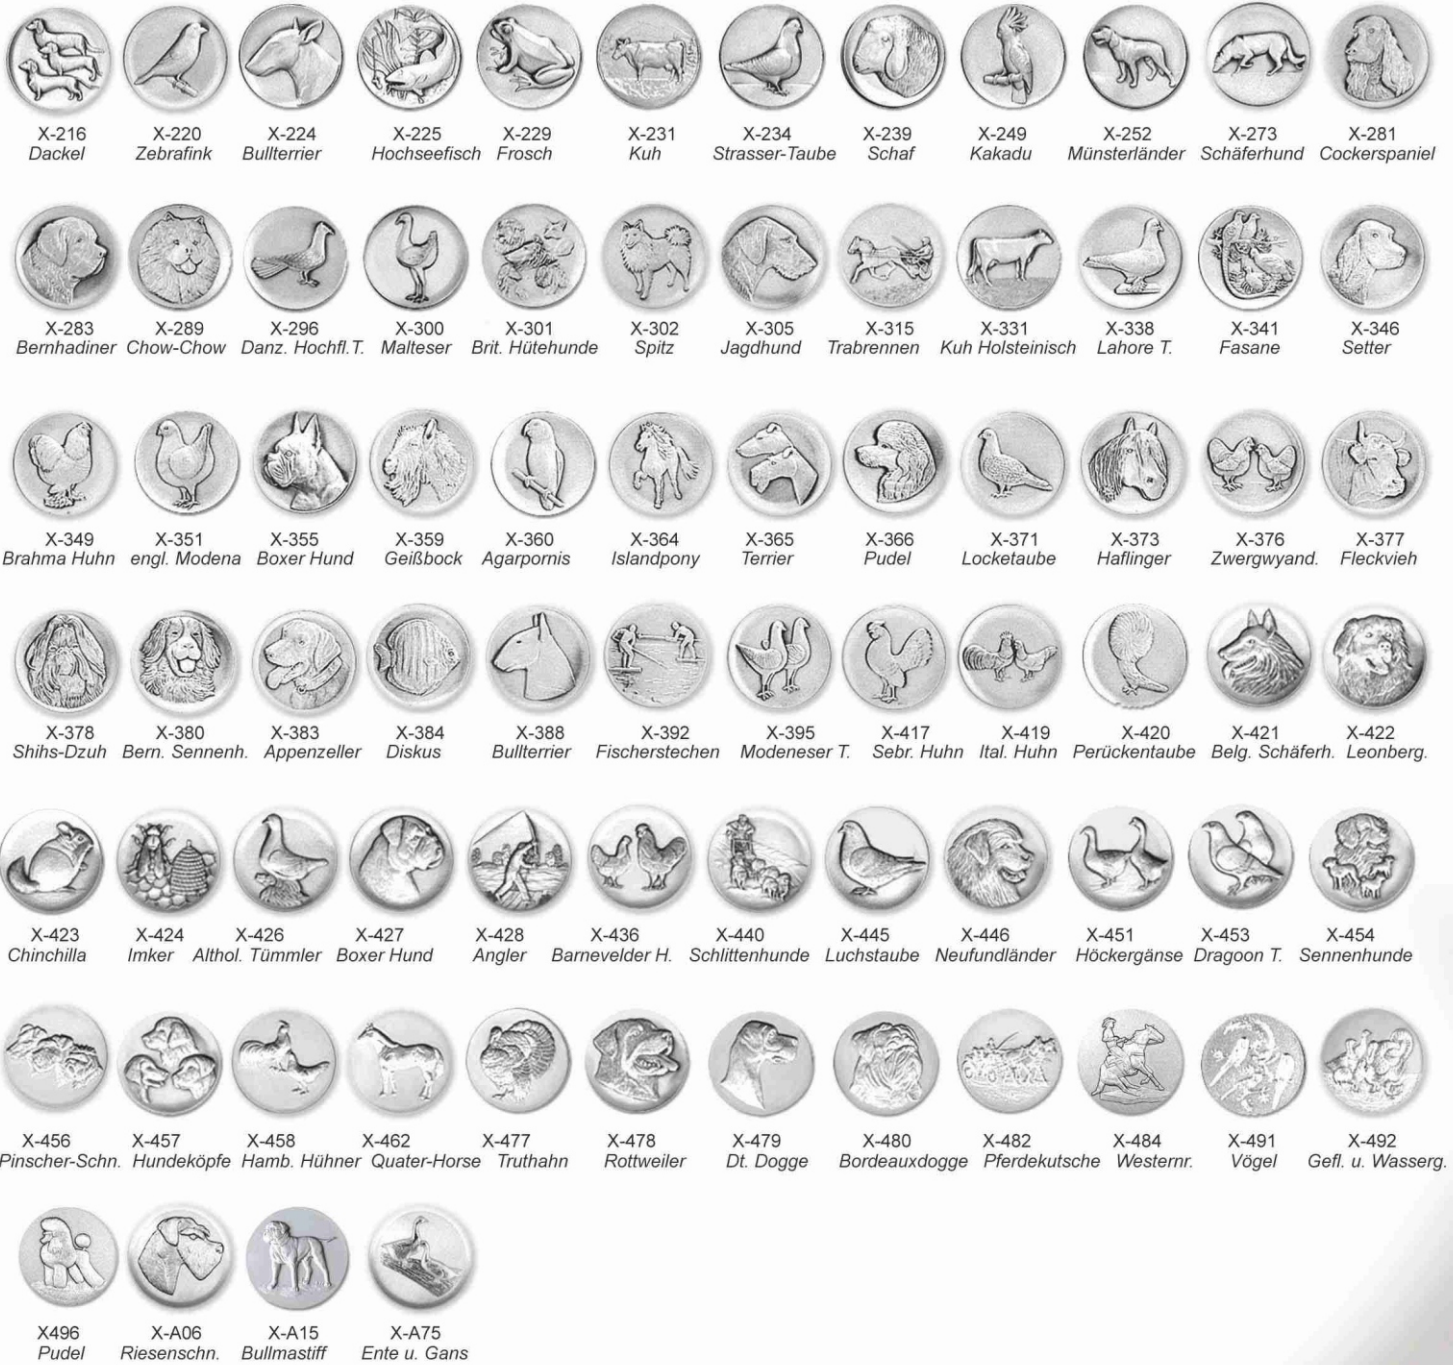 X-216 X-220 X-224 X-225 X-229 X-231 X-234 X-239 X-249 X-252 X-273 X-281
Dackel Zebrafink Bullterrier Hochseefisch Frosch Kuh Strasser-Taube Schaf Kakadu Münsterländer Schäferhund Cockerspaniel
X-283 X-289 X-296 X-300 X-301 X-302 X-305 X-315 X-331 X-338 X-341 X-346
Bernhadiner Chow-Chow Danz. Hochfl.T. Malteser Brit. Hütehunde Spitz Jagdhund Trabrennen Kuh Holsteinisch Lahore T. Fasane Setter
X-349 X-351 X-355 X-359 X-360 X-364 X-365 X-366 X-371 X-373 X-376 X-377
Brahma Huhn engl. Modena Boxer Hund Geißbock Agarpornis Islandpony Terrier Pudel Locketaube Haflinger Zwergwyand. Fleckvieh
X-378 X-380 X-383 X-384 X-388 X-392 X-395 X-417 X-419 X-420 X-421 X-422
Shihs-Dzuh Bern. Sennenh. Appenzeller Diskus Bullterrier Fischerstechen Modeneser T. Sebr. Huhn Ital. Huhn Perückentaube Belg. Schäferh. Leonberg.
X-423 X-424 X-426 X-427 X-428 X-436 X-440 X-445 X-446 X-451 X-453 X-454
Chinchilla Imker Althol. Tümmler Boxer Hund Angler Barnevelder H. Schlittenhunde Luchstaube Neufundländer Höckergänse Dragoon T. Sennenhunde
X-456 X-457 X-458 X-462 X-477 X-478 X-479 X-480 X-482 X-484 X-491 X-492
Pinscher-Schn. Hundeköpfe Hamb. Hühner Quater-Horse Truthahn Rottweiler Dt. Dogge Bordeauxdogge Pferdekutsche Westernr. Vögel Gefl. u. Wasserg.
X496 X-A06 X-A15 X-A75
Pudel Riesenschn. Bullmastiff Ente u. Gans